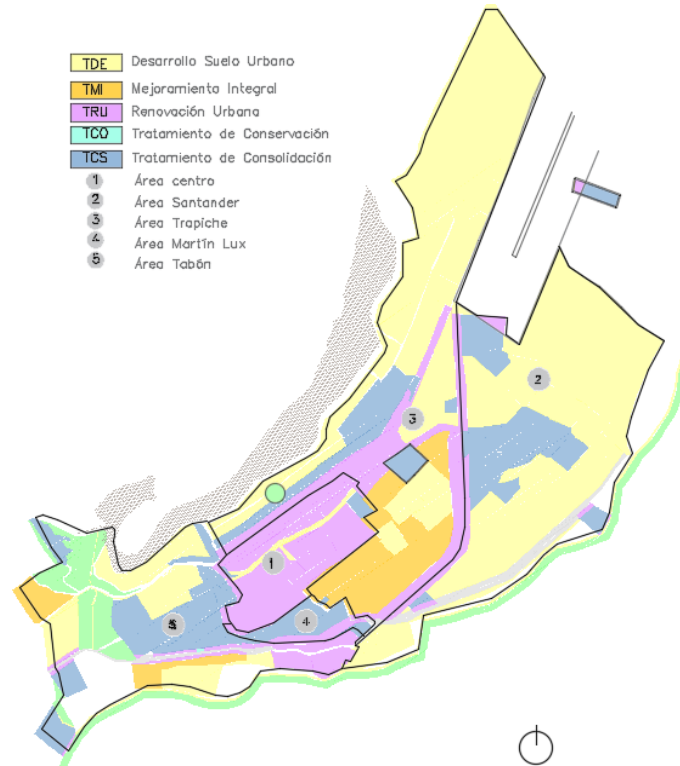 TDE Desarrollo Suelo Urbano
TMI Mejoramiento Integral
TRU Renovación Urbana
TCO Tratamiento de Conservación
TCS Tratamiento de Consolidación
1 Área centro
2 Área Santander
3 Área Trapiche
4 Área Martín Lux
5 Área Tabón
2
3
1
4
5